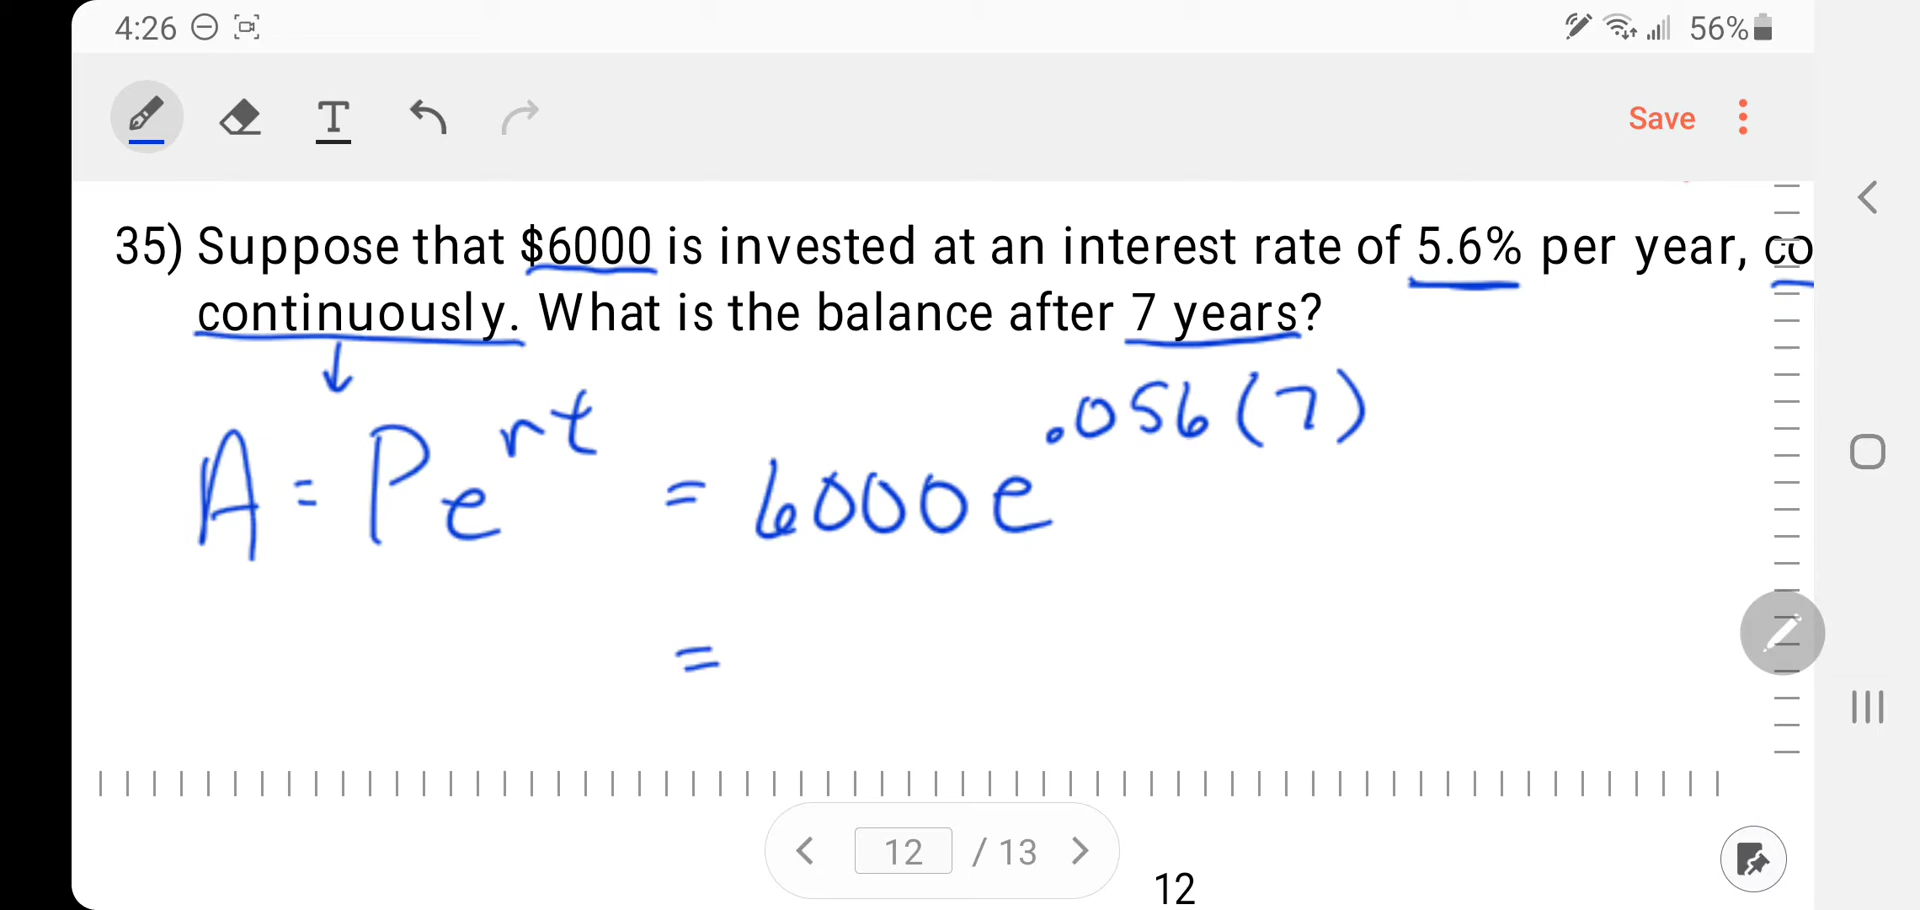 4:26 56%
T Save
35) Suppose that $6000 is invested at an interest rate of 5.6% per year, co
continuously. What is the balance after 7 years?
A = Pe^rt = 6000e^.056(7)
=
12 / 13
12